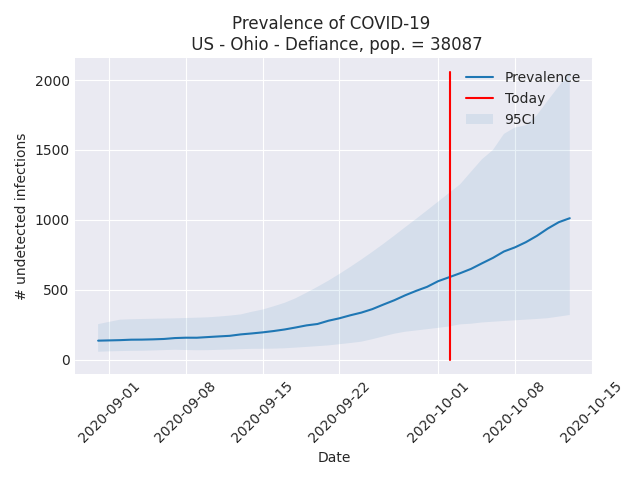 Prevalence of COVID-19
US - Ohio - Defiance, pop. = 38087
Prevalence
Today
95CI
# undetected infections
2000
1500
1000
500
0
2020-09-01
2020-09-08
2020-09-15
2020-09-22
2020-10-01
2020-10-08
2020-10-15
Date